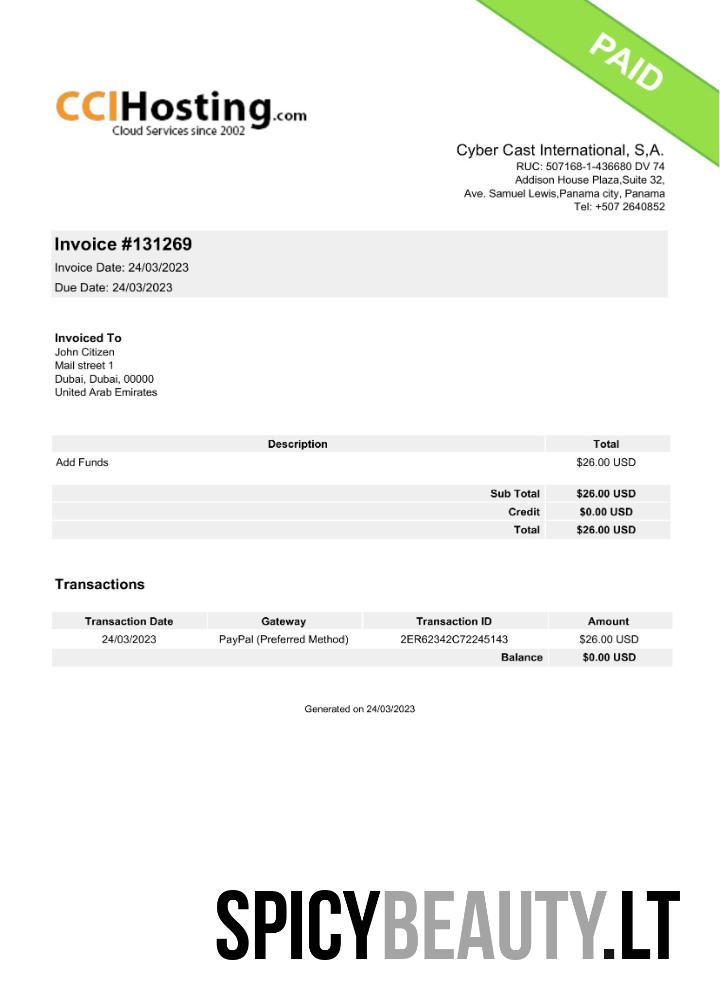 PAID
CCIHosting.com
Cloud Services since 2002
Cyber Cast International, S,A.
RUC: 507168-1-436680 DV 74
Addison House Plaza,Suite 32,
Ave. Samuel Lewis,Panama city, Panama
Tel: +507 2640852
Invoice #131269
Invoice Date: 24/03/2023
Due Date: 24/03/2023
Invoiced To
John Citizen
Mail street 1
Dubai, Dubai, 00000
United Arab Emirates
Description Total
Add Funds $26.00 USD
Sub Total $26.00 USD
Credit $0.00 USD
Total $26.00 USD
Transactions
Transaction Date Gateway Transaction ID Amount
24/03/2023 PayPal (Preferred Method) 2ER62342C72245143 $26.00 USD
Balance $0.00 USD
Generated on 24/03/2023
SPICYBEAUTY.LT